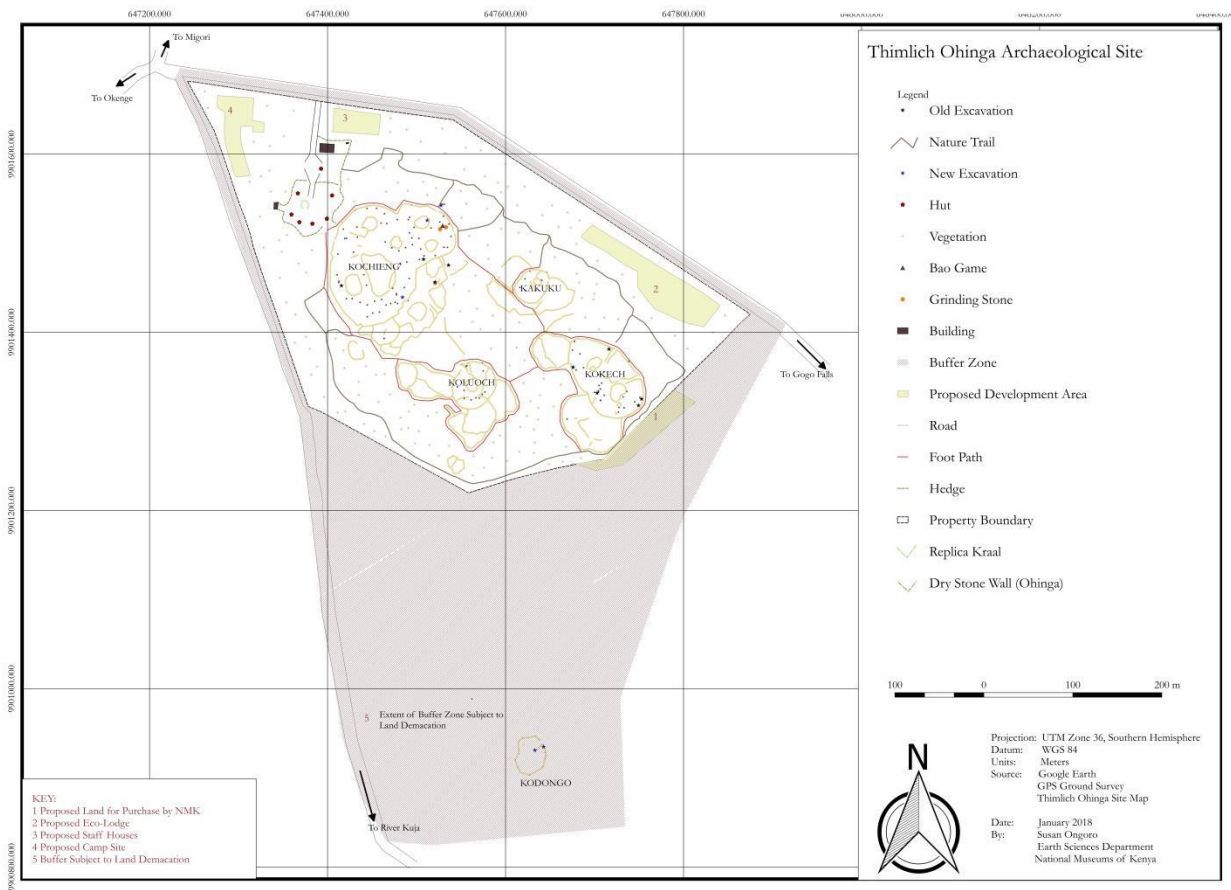 647200.000
647400.000
647600.000
647800.000
To Migori
To Okenge
4
3
Thimlich Ohinga Archaeological Site
Legend
Old Excavation
Nature Trail
New Excavation
Hut
Vegetation
Bao Game
Grinding Stone
Building
Buffer Zone
Proposed Development Area
Road
Foot Path
Hedge
Property Boundary
Replica Kraal
Dry Stone Wall (Ohinga)
9901600.000
KOCHIENG
KAKUKU
2
9901400.000
To Gogo Falls
KOLUOCH
KOKECH
1
9901200.000
9901000.000
5 Extent of Buffer Zone Subject to
Land Demacation
KODONGO
To River Kuja
9900800.000
100 0 100 200 m
N
Projection: UTM Zone 36, Southern Hemisphere
Datum: WGS 84
Units: Meters
Source: Google Earth
GPS Ground Survey
Thimlich Ohinga Site Map
Date: January 2018
By: Susan Ongoro
Earth Sciences Department
National Museums of Kenya
KEY:
1 Proposed Land for Purchase by NMK
2 Proposed Eco-Lodge
3 Proposed Staff Houses
4 Proposed Camp Site
5 Buffer Subject to Land Demacation